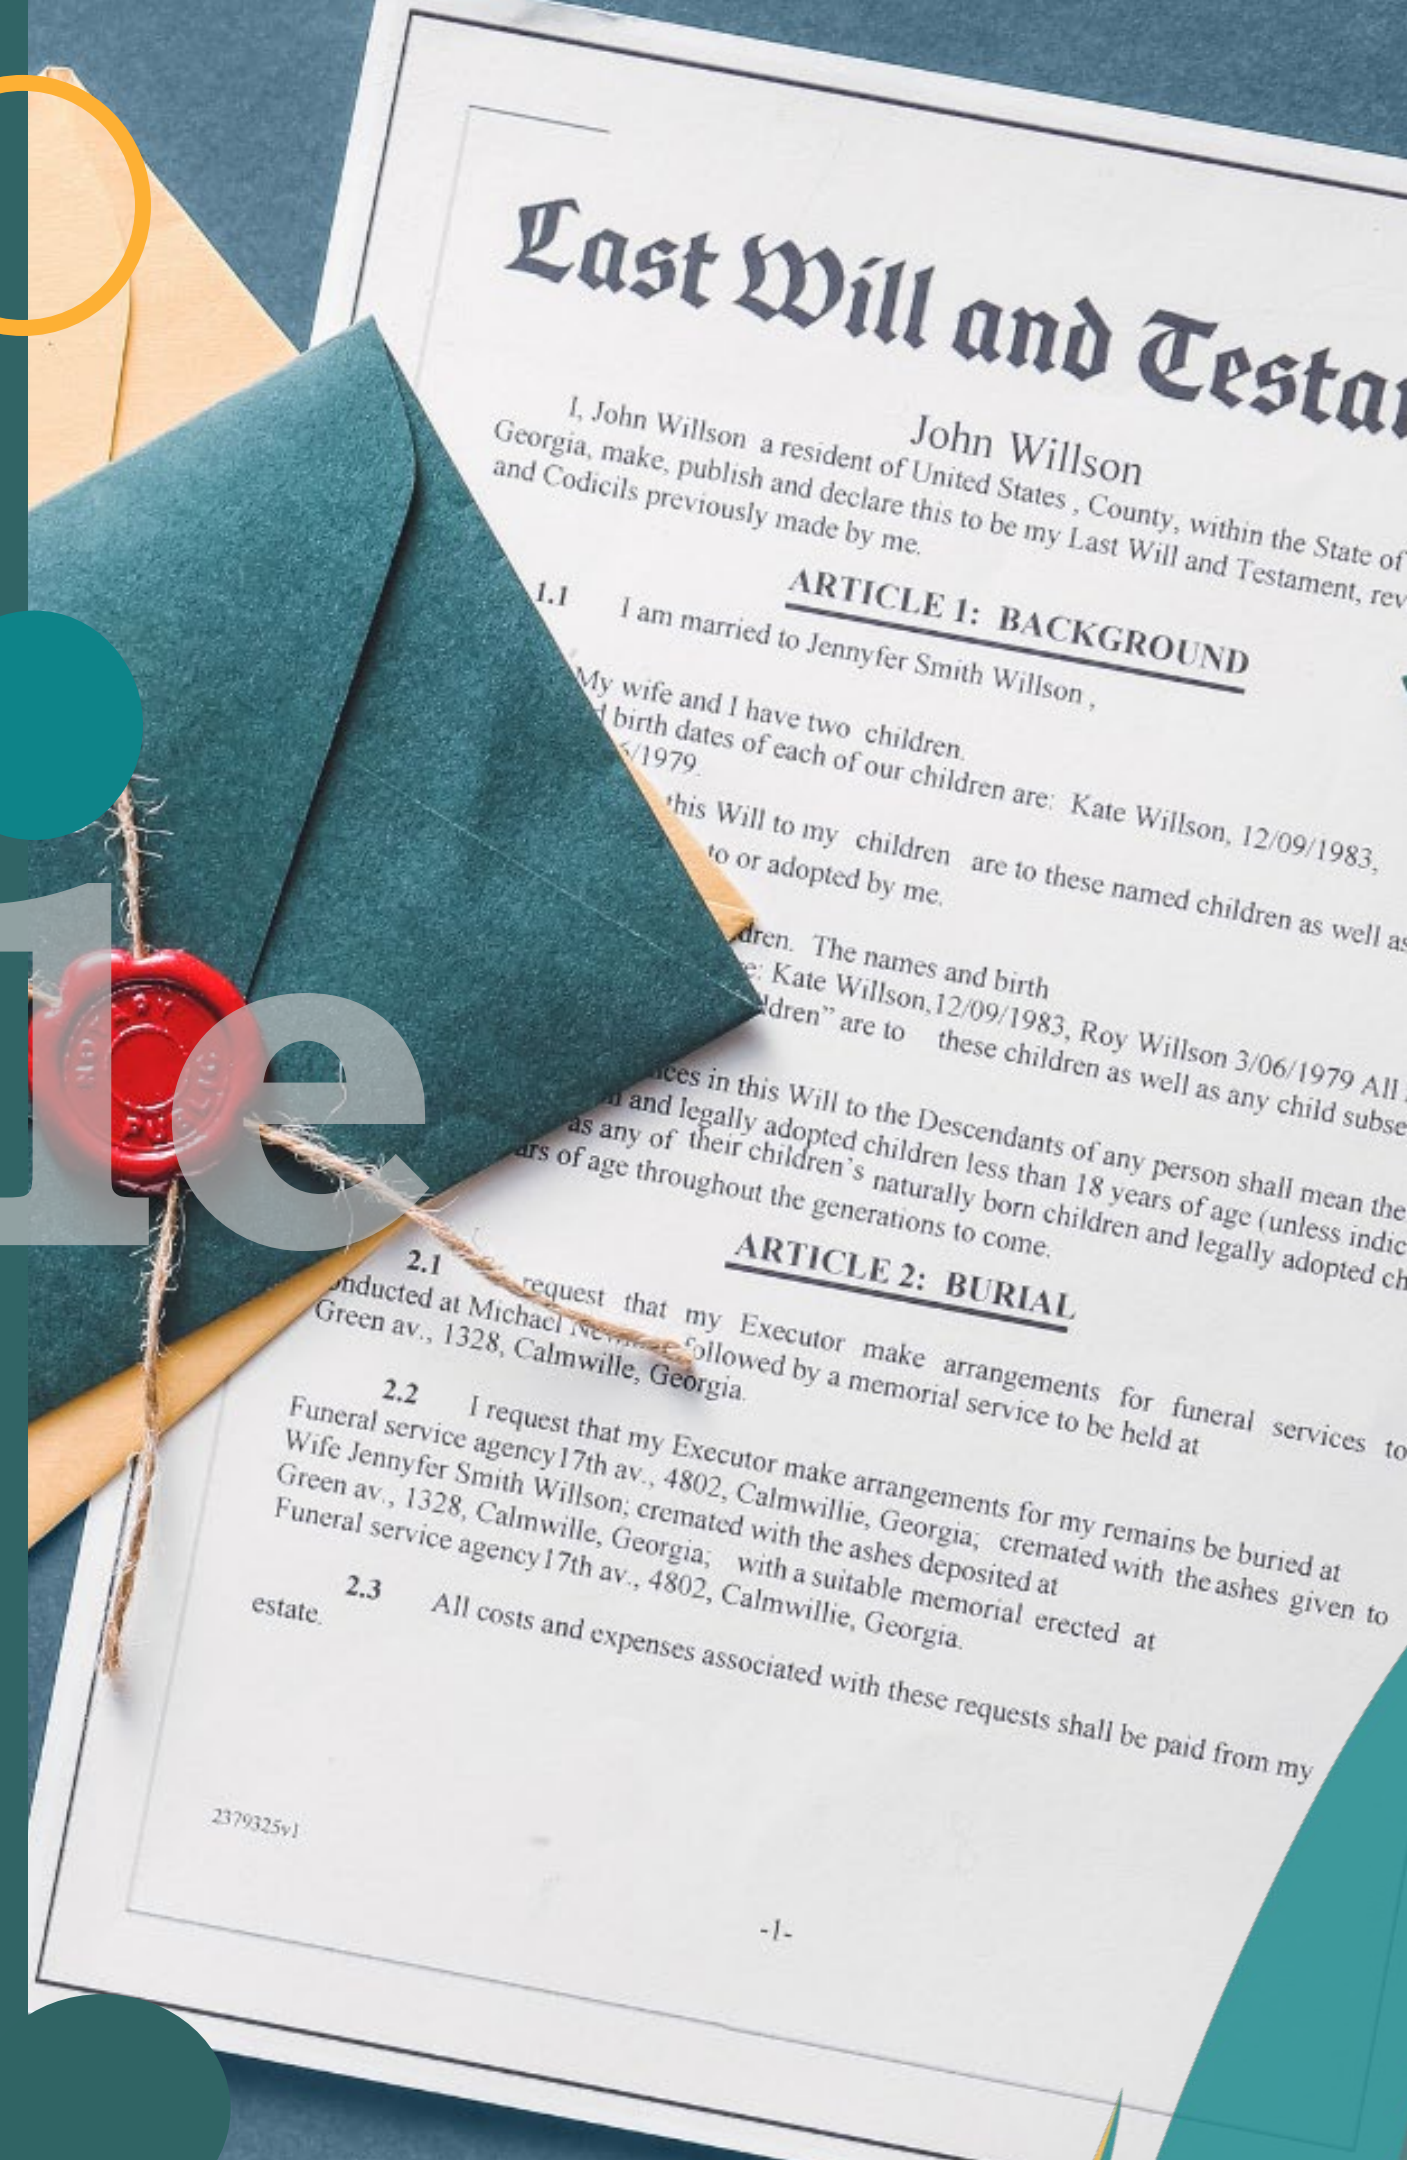 Last Will and Testa
John Willson
I, John Willson a resident of United States , County, within the State of
Georgia, make, publish and declare this to be my Last Will and Testament, rev
and Codicils previously made by me.
ARTICLE 1: BACKGROUND
1.1 I am married to Jennyfer Smith Willson ,
My wife and I have two children.
d birth dates of each of our children are: Kate Willson, 12/09/1983,
6/1979.
this Will to my children are to these named children as well as
to or adopted by me.
dren. The names and birth
e: Kate Willson,12/09/1983, Roy Willson 3/06/1979 All
ldren” are to these children as well as any child subse
nces in this Will to the Descendants of any person shall mean the
n and legally adopted children less than 18 years of age (unless indic
as any of their children’s naturally born children and legally adopted ch
ars of age throughout the generations to come.
ARTICLE 2: BURIAL
2.1 request that my Executor make arrangements for funeral services to
onducted at Michael followed by a memorial service to be held at
Green av., 1328, Calmwille, Georgia.
2.2 I request that my Executor make arrangements for my remains be buried at
Funeral service agency17th av., 4802, Calmwillie, Georgia; cremated with the ashes given to
Wife Jennyfer Smith Willson; cremated with the ashes deposited at
Green av., 1328, Calmwille, Georgia; with a suitable memorial erected at
Funeral service agency17th av., 4802, Calmwillie, Georgia.
2.3 All costs and expenses associated with these requests shall be paid from my
estate.
2379325v1
-1-
NOTARY
PUBLIC
le